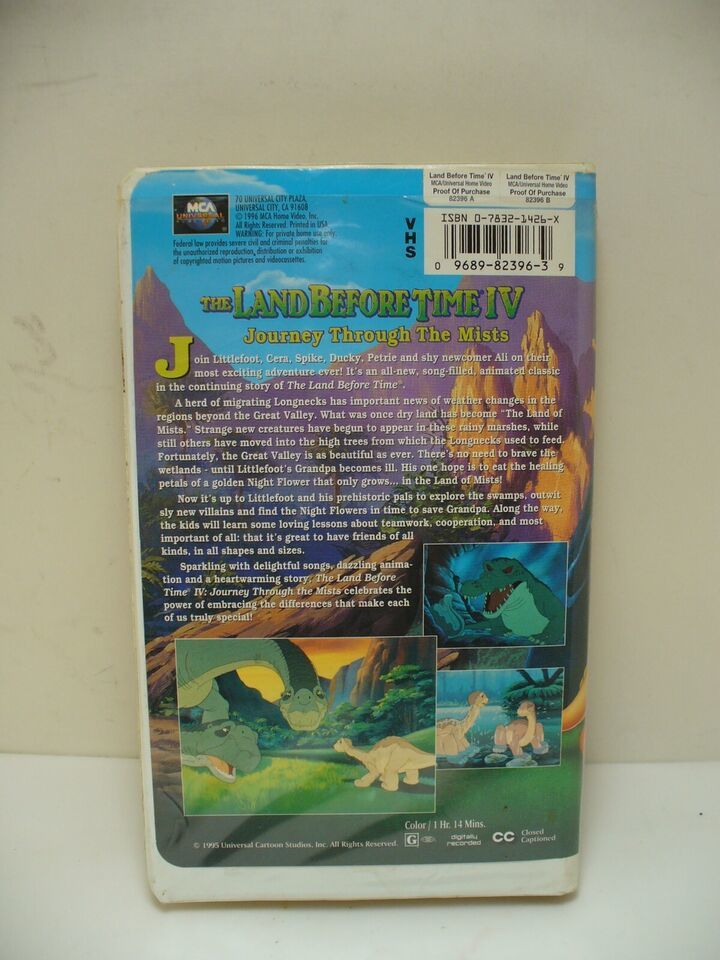 Land Before Time IV
MCA/Universal Home Video
Proof Of Purchase
82396 A
Land Before Time IV
MCA/Universal Home Video
Proof Of Purchase
82396 B
MCA
UNIVERSAL
70 UNIVERSAL CITY PLAZA,
UNIVERSAL CITY, CA 91608
© 1996 MCA Home Video, Inc.
All Rights Reserved. Printed in USA
WARNING: For private home use only.
Federal law provides severe civil and criminal penalties for
the unauthorized reproduction, distribution or exhibition
of copyrighted motion pictures and videocassettes.
VHS
ISBN 0-7832-1426-X
0 9689-82396-3 9
THE LAND BEFORE TIME IV
Journey Through The Mists
Join Littlefoot, Cera, Spike, Ducky, Petrie and shy newcomer Ali on their
most exciting adventure ever! It's an all-new, song-filled, animated classic
in the continuing story of The Land Before Time®.
A herd of migrating Longnecks has important news of weather changes in the
regions beyond the Great Valley. What was once dry land has become "The Land of
Mists." Strange new creatures have begun to appear in these rainy marshes, while
still others have moved into the high trees from which the Longnecks used to feed.
Fortunately, the Great Valley is as beautiful as ever. There's no need to brave the
wetlands - until Littlefoot's Grandpa becomes ill. His one hope is to eat the healing
petals of a golden Night Flower that only grows... in the Land of Mists!
Now it's up to Littlefoot and his prehistoric pals to explore the swamps, outwit
sly new villains and find the Night Flowers in time to save Grandpa. Along the way,
the kids will learn some loving lessons about teamwork, cooperation, and most
important of all: that it's great to have friends of all
kinds, in all shapes and sizes.
Sparkling with delightful songs, dazzling anima-
tion and a heartwarming story, The Land Before
Time® IV: Journey Through the Mists celebrates the
power of embracing the differences that make each
of us truly special!
Color / 1 Hr. 14 Mins.
© 1995 Universal Cartoon Studios, Inc. All Rights Reserved.
G
digitally
recorded
CC
Closed
Captioned